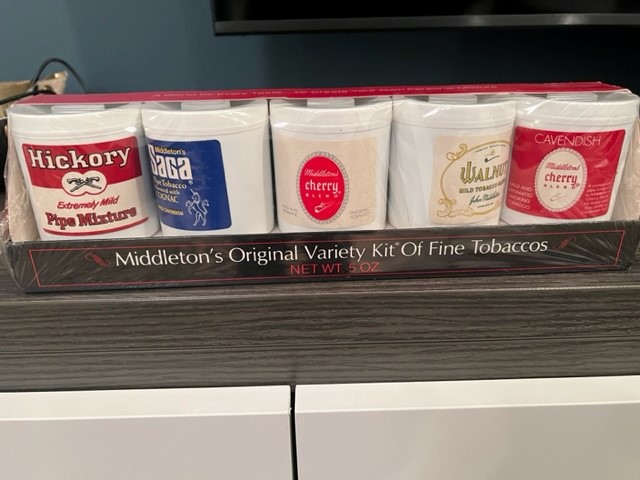 Hickory
Extremely Mild
Pipe Mixture
Middleton's
Saga
Pipe Tobacco
COGNAC
Middleton's
cherry
BLEND
WALNUT
MILD TOBACCO
John Middleton
CAVENDISH
Middleton's
cherry
BLEND
Middleton's Original Variety Kit Of Fine Tobaccos
NET WT. 5 OZ.